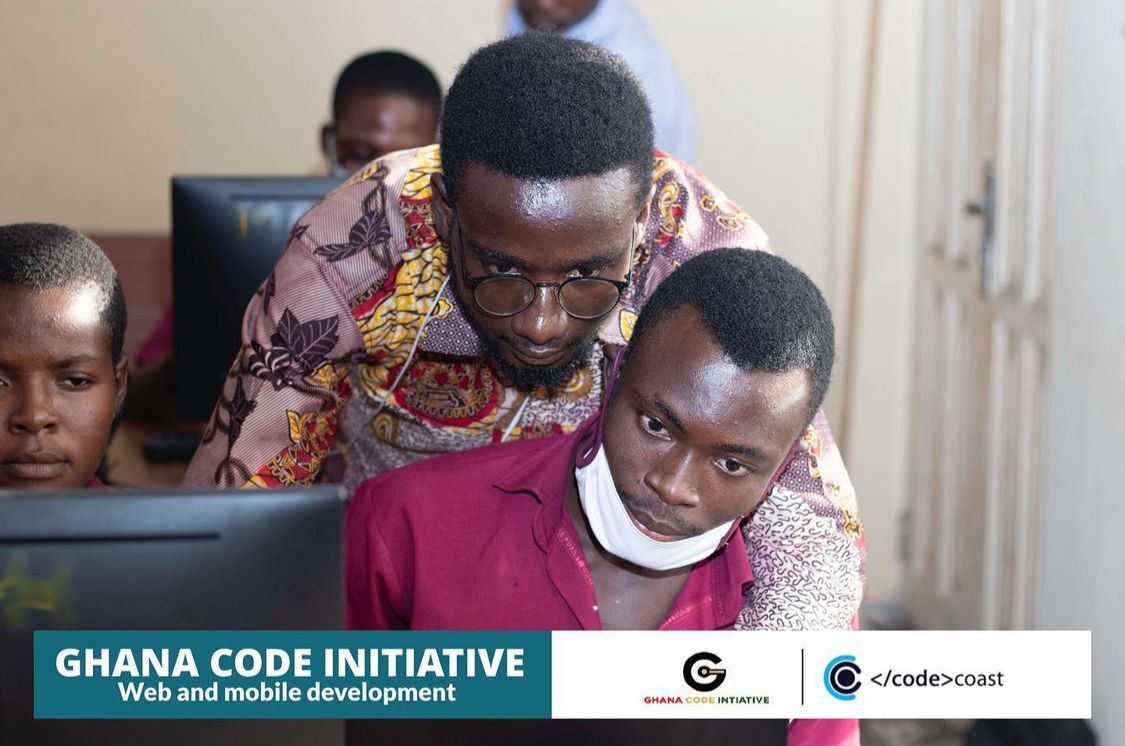 GHANA CODE INITIATIVE
Web and mobile development
GHANA CODE INTIATIVE
</code>coast